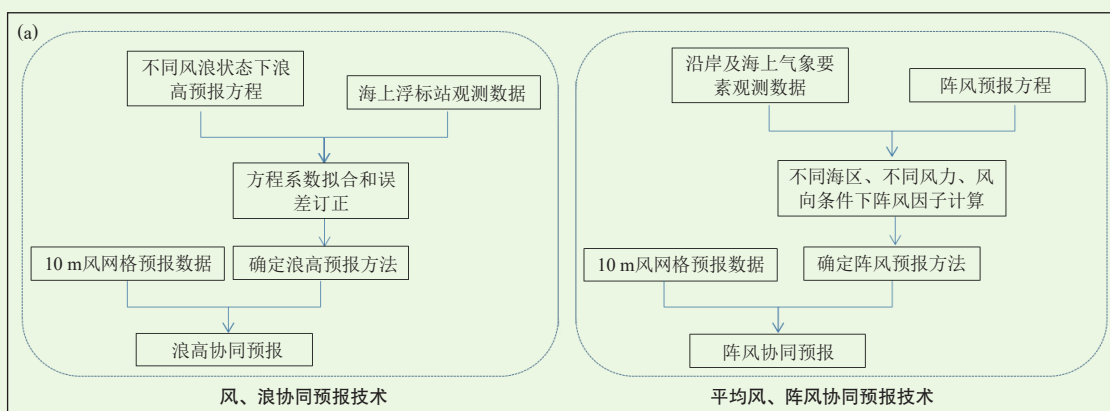 (a)
不同风浪状态下浪
高预报方程
海上浮标站观测数据
方程系数拟合和误
差订正
10 m风网格预报数据
确定浪高预报方法
浪高协同预报
风、浪协同预报技术
沿岸及海上气象要
素观测数据
阵风预报方程
不同海区、不同风力、风
向条件下阵风因子计算
10 m风网格预报数据
确定阵风预报方法
阵风协同预报
平均风、阵风协同预报技术